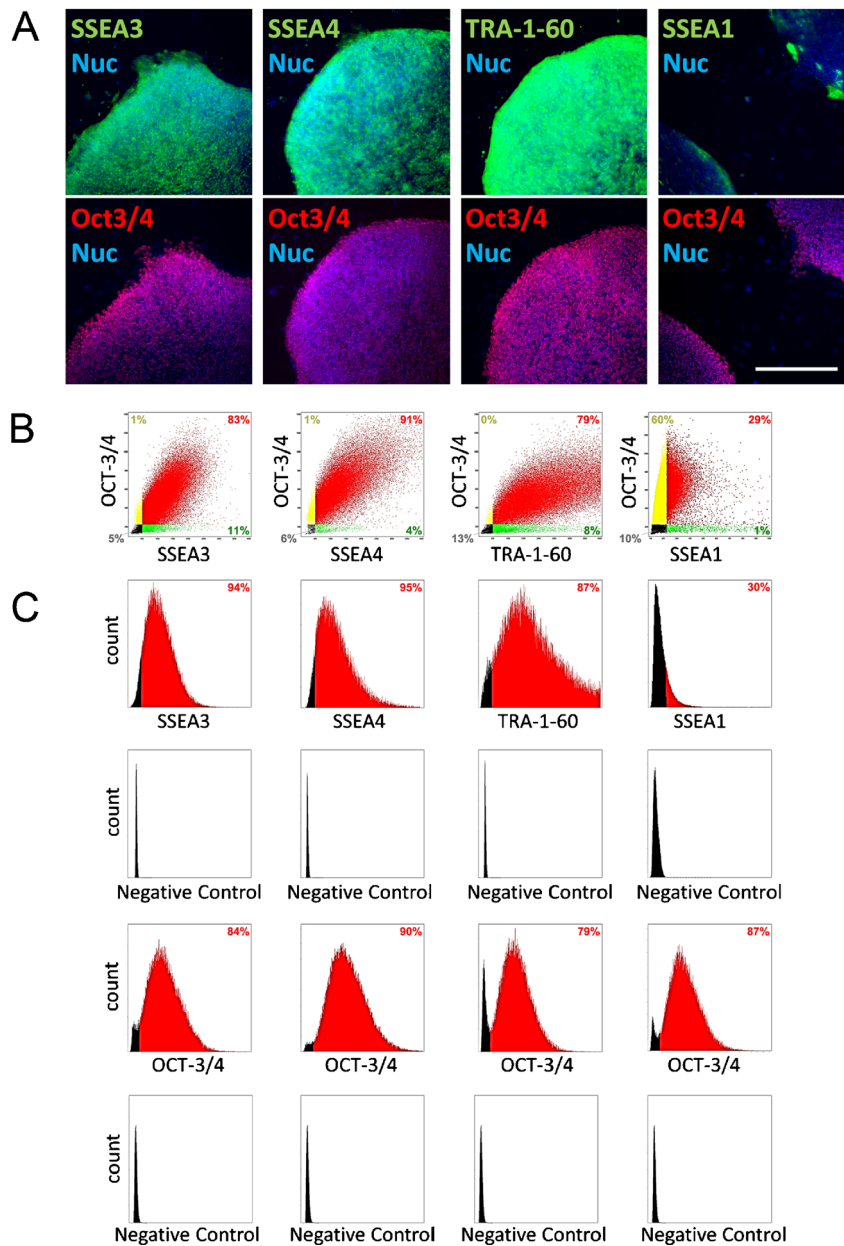 A
SSEA3
Nuc
SSEA4
Nuc
TRA-1-60
Nuc
SSEA1
Nuc
Oct3/4
Nuc
Oct3/4
Nuc
Oct3/4
Nuc
Oct3/4
Nuc
B
OCT-3/4
1%
83%
5%
11%
SSEA3
OCT-3/4
1%
91%
6%
4%
SSEA4
OCT-3/4
0%
79%
13%
8%
TRA-1-60
OCT-3/4
60%
29%
10%
1%
SSEA1
C
count
94%
SSEA3
95%
SSEA4
87%
TRA-1-60
30%
SSEA1
count
Negative Control
Negative Control
Negative Control
Negative Control
count
84%
OCT-3/4
90%
OCT-3/4
79%
OCT-3/4
87%
OCT-3/4
count
Negative Control
Negative Control
Negative Control
Negative Control